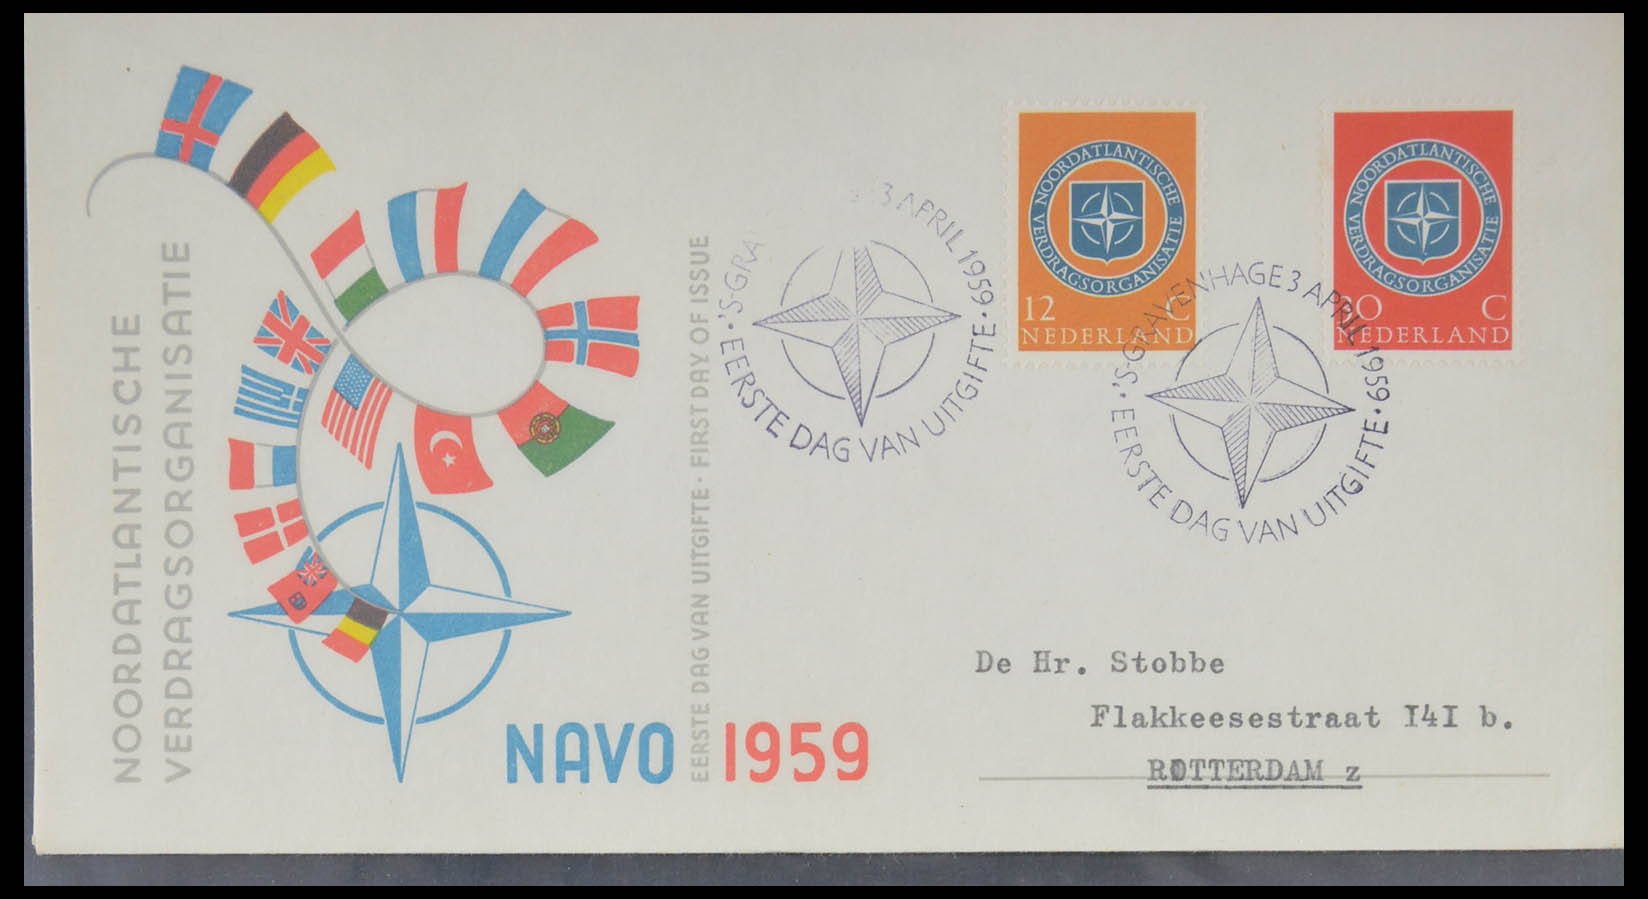 NOORDATLANTISCHE
VERDRAGSORGANISATIE
NAVO 1959
EERSTE DAG VAN UITGIFTE · FIRST DAY OF ISSUE
3 APRIL 1959 · EERSTE DAG VAN UITGIFTE · 'S-GRA
NOORDATLANTISCHE VERDRAGSORGANISATIE
12 C
NEDERLAND
NOORDATLANTISCHE VERDRAGSORGANISATIE
30 C
NEDERLAND
'S-GRAVENHAGE 3 APRIL 1959 · EERSTE DAG VAN UITGIFTE ·
De Hr. Stobbe
Flakkeesestraat I4I b.
ROTTERDAM z